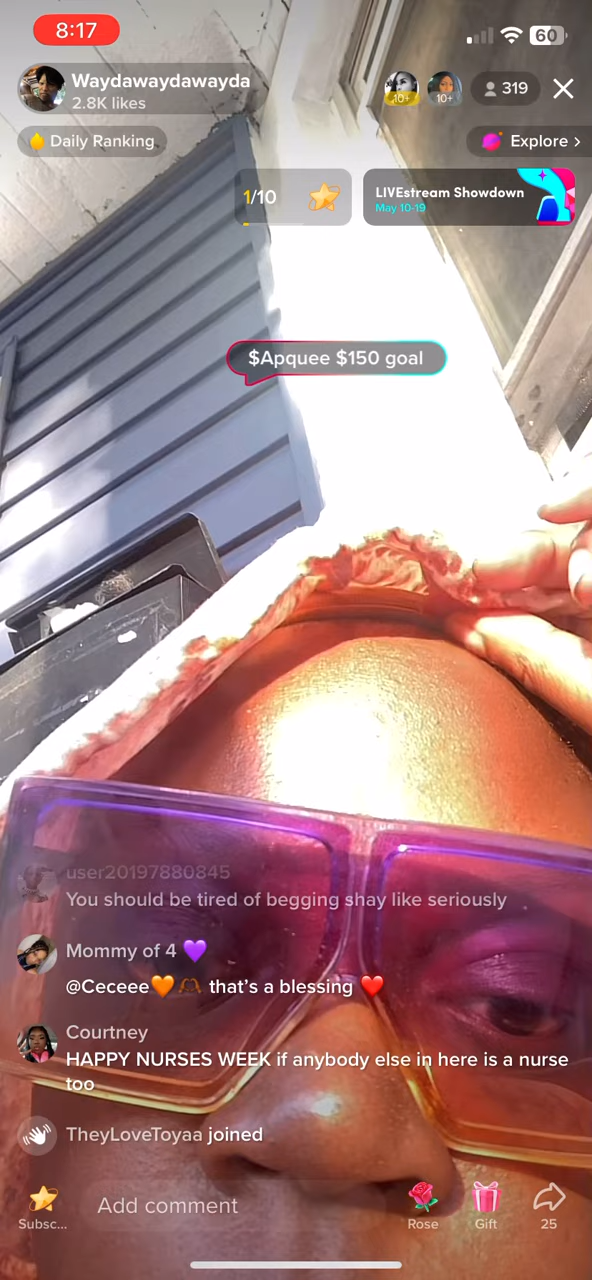 8:17
60
Waydawaydawayda
2.8K likes
10+
10+
319
Daily Ranking
Explore >
1/10
LIVEstream Showdown
May 10-19
$Apquee $150 goal
user20197880845
You should be tired of begging shay like seriously
Mommy of 4 💜
@Ceceee🧡🫶🏾 that's a blessing ❤️
Courtney
HAPPY NURSES WEEK if anybody else in here is a nurse
too
TheyLoveToyaa joined
Subsc...
Add comment
Rose
Gift
25